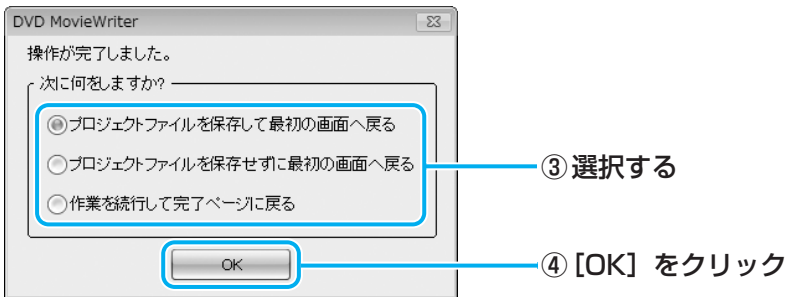 DVD MovieWriter
操作が完了しました。
次に何をしますか?
プロジェクトファイルを保存して最初の画面へ戻る
プロジェクトファイルを保存せずに最初の画面へ戻る
③選択する
作業を続行して完了ページに戻る
OK
④[OK]をクリック